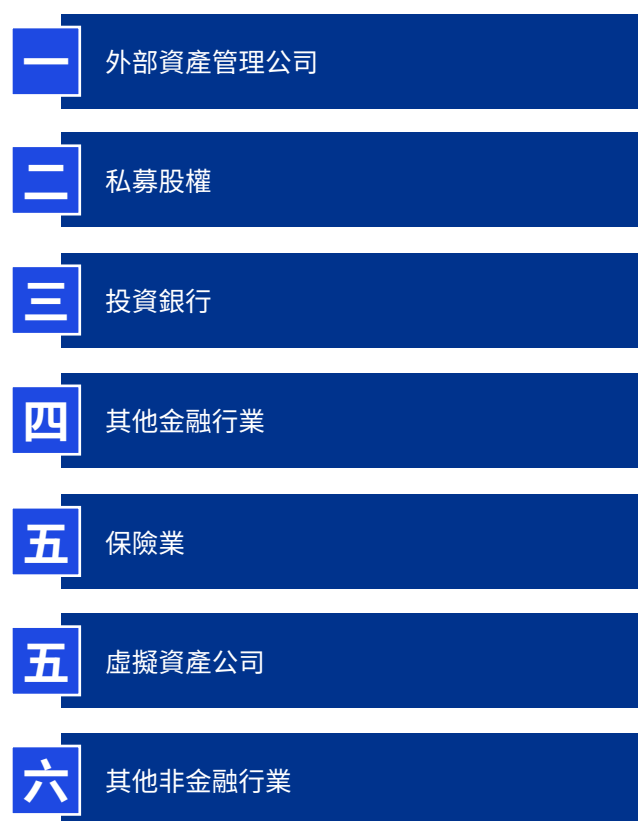 一
外部資產管理公司
二
私募股權
三
投資銀行
四
其他金融行業
五
保險業
五
虛擬資產公司
六
其他非金融行業